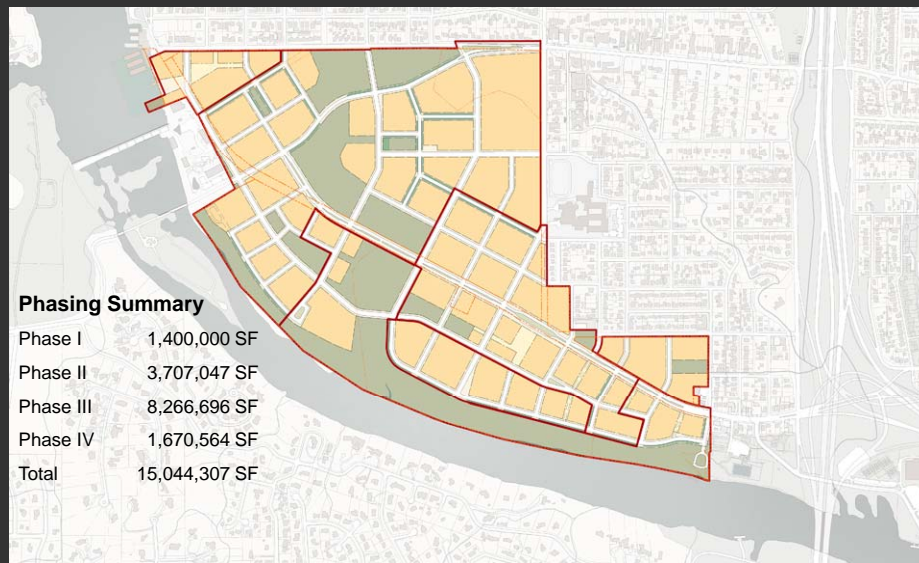 Phasing Summary
Phase I 1,400,000 SF
Phase II 3,707,047 SF
Phase III 8,266,696 SF
Phase IV 1,670,564 SF
Total 15,044,307 SF